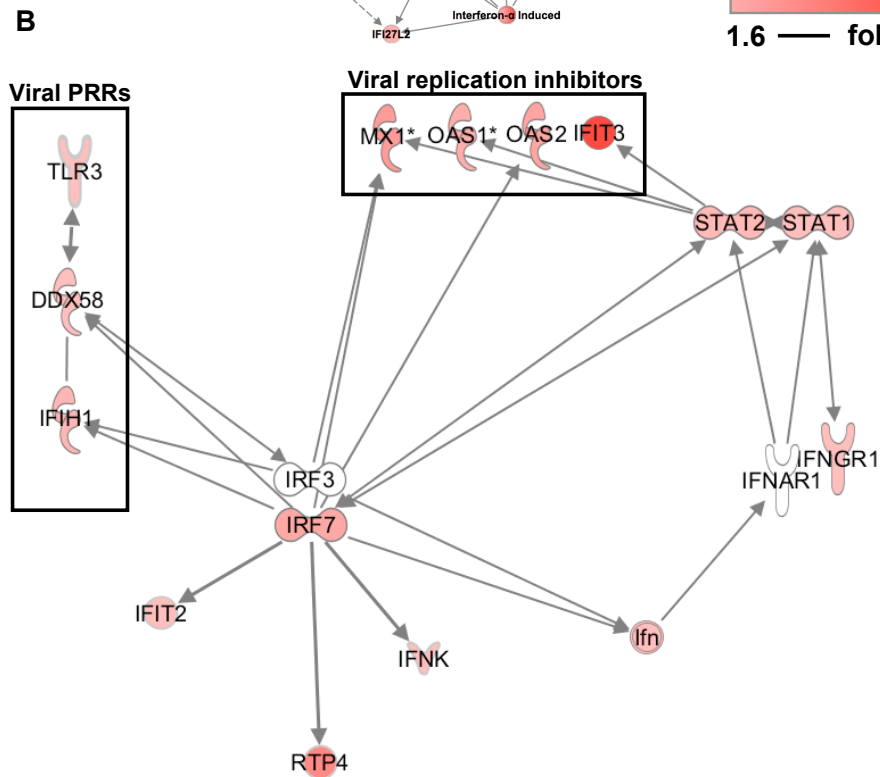 B
IFI27L2
Interferon-α Induced
1.6
fol
Viral PRRs
Viral replication inhibitors
MX1* OAS1* OAS2 IFIT3
TLR3
STAT2 STAT1
DDX58
IFIH1
IFNGR1
IRF3
IFNAR1
IRF7
IFIT2
Ifn
IFNK
RTP4